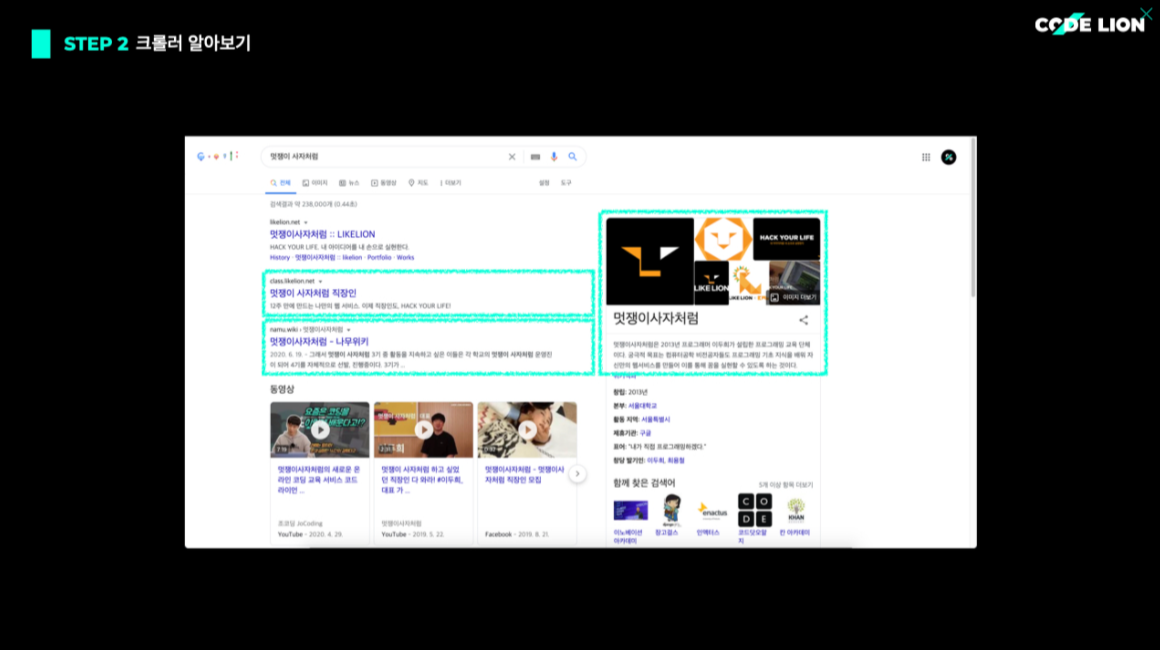 STEP 2 크롤러 알아보기
CODE LION
멋쟁이 사자처럼
전체 이미지 뉴스 동영상 지도 더보기 설정 도구
검색결과 약 238,000개 (0.44초)
likelion.net
멋쟁이사자처럼 :: LIKELION
HACK YOUR LIFE. 내 아이디어를 내 손으로 실현한다.
History · 멋쟁이사자처럼 :: likelion · Portfolio · Works
class.likelion.net
멋쟁이 사자처럼 직장인
12주 만에 만드는 나만의 웹 서비스. 이제 직장인도, HACK YOUR LIFE!
namu.wiki › 멋쟁이사자처럼
멋쟁이사자처럼 - 나무위키
2020. 6. 19. - 그래서 멋쟁이 사자처럼 3기 중 활동을 지속하고 싶은 이들은 각 학교의 멋쟁이 사자처럼 운영진
이 되어 4기를 자체적으로 선발, 진행중이다. 3기가 ...
동영상
요즘은 코딩을
멋쟁이사자처럼의 새로운 온
라인 코딩 교육 서비스 코드
라이언 ...
조코딩 JoCoding
YouTube - 2020. 4. 29.
멋쟁이 사자처럼 하고 싶었
던 직장인 다 와라! #이두희,
대표 가 ...
멋쟁이사자처럼
YouTube - 2019. 5. 22.
멋쟁이사자처럼 - 멋쟁이사
자처럼 직장인 모집
Facebook - 2019. 8. 21.
HACK YOUR LIFE
LIKE LION
LIKE LION
이미지 더보기
멋쟁이사자처럼
멋쟁이사자처럼은 2013년 프로그래머 이두희가 설립한 프로그래밍 교육 단체
이다. 궁극적 목표는 컴퓨터공학 비전공자들도 프로그래밍 기초 지식을 배워 자
신만의 웹서비스를 만들어 이를 통해 꿈을 실현할 수 있도록 하는 것이다.
창립: 2013년
본부: 서울대학교
활동 지역: 서울특별시
제휴기관: 구글
표어: "내가 직접 프로그래밍하겠다."
창당 발기인: 이두희, 최용철
함께 찾은 검색어
5개 이상 항목 더보기
enactus
CODE
KHAN
이노베이션
아카데미
장고걸스
인액터스
코드잇오알
지
칸 아카데미